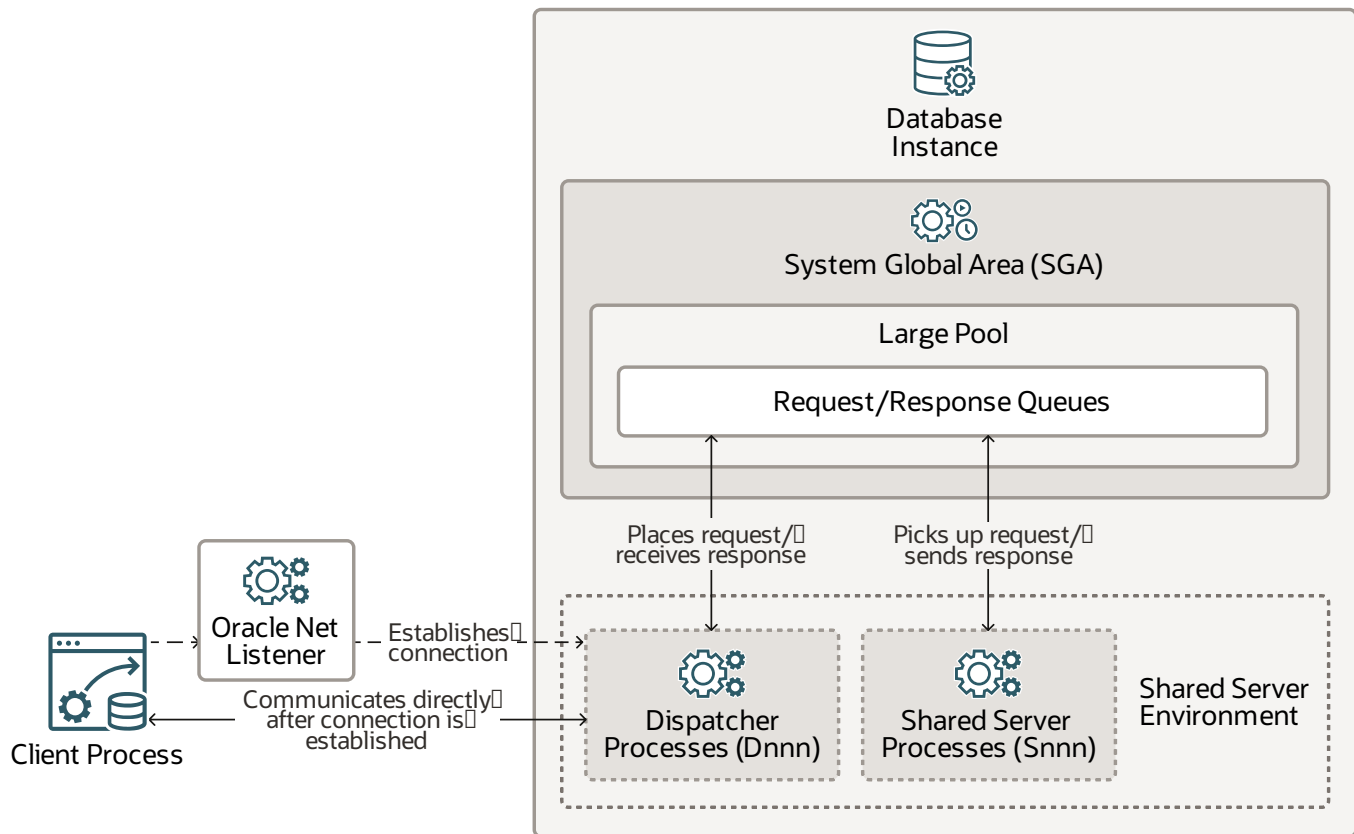 Database
Instance
System Global Area (SGA)
Large Pool
Request/Response Queues
Places request/
receives response
Picks up request/
sends response
Oracle Net
Listener
Establishes
connection
Client Process
Communicates directly
after connection is
established
Dispatcher
Processes (Dnnn)
Shared Server
Processes (Snnn)
Shared Server
Environment